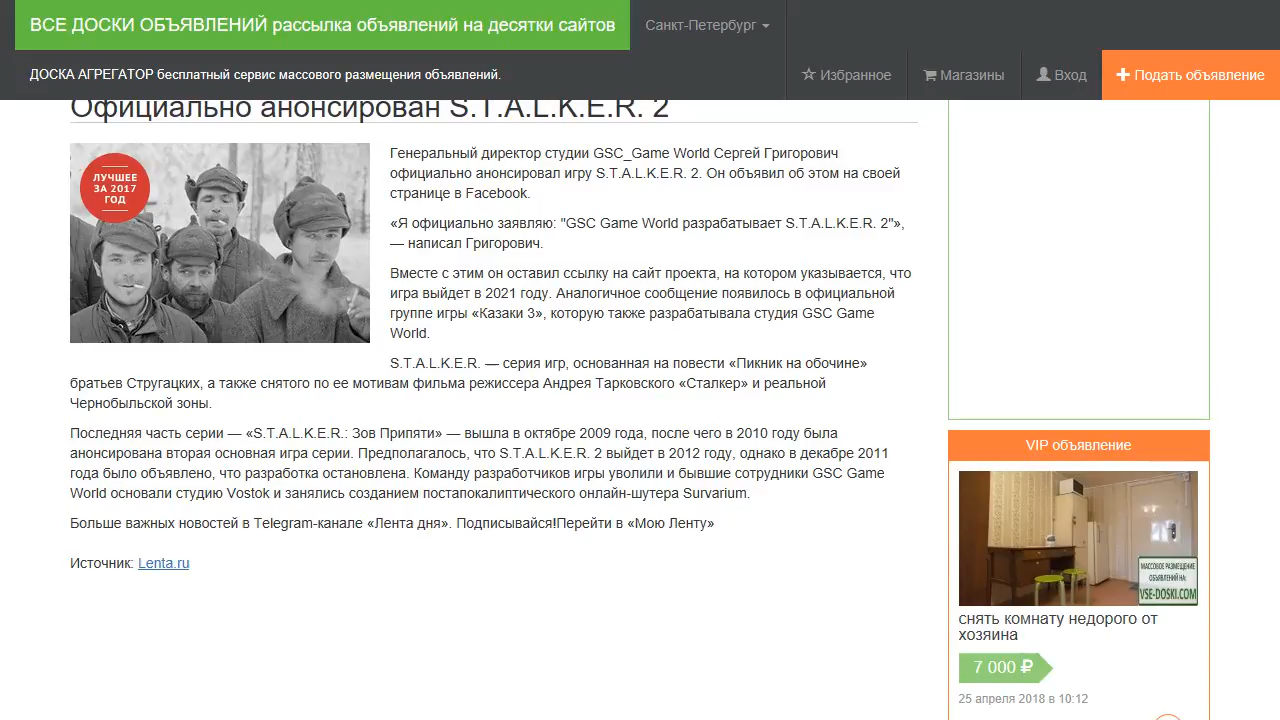 ВСЕ ДОСКИ ОБЪЯВЛЕНИЙ рассылка объявлений на десятки сайтов
Санкт-Петербург
ДОСКА АГРЕГАТОР бесплатный сервис массового размещения объявлений.
Избранное
Магазины
Вход
Подать объявление
Официально анонсирован S.T.A.L.K.E.R. 2
ЛУЧШЕЕ
ЗА 2017
ГОД
Генеральный директор студии GSC_Game World Сергей Григорович
официально анонсировал игру S.T.A.L.K.E.R. 2. Он объявил об этом на своей
странице в Facebook.
«Я официально заявляю: "GSC Game World разрабатывает S.T.A.L.K.E.R. 2"»,
— написал Григорович.
Вместе с этим он оставил ссылку на сайт проекта, на котором указывается, что
игра выйдет в 2021 году. Аналогичное сообщение появилось в официальной
группе игры «Казаки 3», которую также разрабатывала студия GSC Game
World.
S.T.A.L.K.E.R. — серия игр, основанная на повести «Пикник на обочине»
братьев Стругацких, а также снятого по ее мотивам фильма режиссера Андрея Тарковского «Сталкер» и реальной
Чернобыльской зоны.
Последняя часть серии — «S.T.A.L.K.E.R.: Зов Припяти» — вышла в октябре 2009 года, после чего в 2010 году была
анонсирована вторая основная игра серии. Предполагалось, что S.T.A.L.K.E.R. 2 выйдет в 2012 году, однако в декабре 2011
года было объявлено, что разработка остановлена. Команду разработчиков игры уволили и бывшие сотрудники GSC Game
World основали студию Vostok и занялись созданием постапокалиптического онлайн-шутера Survarium.
Больше важных новостей в Telegram-канале «Лента дня». Подписывайся!Перейти в «Мою Ленту»
Источник: Lenta.ru
VIP объявление
МАССОВОЕ РАЗМЕЩЕНИЕ
ОБЪЯВЛЕНИЙ НА:
VSE-DOSKI.COM
снять комнату недорого от
хозяина
7 000 ₽
25 апреля 2018 в 10:12